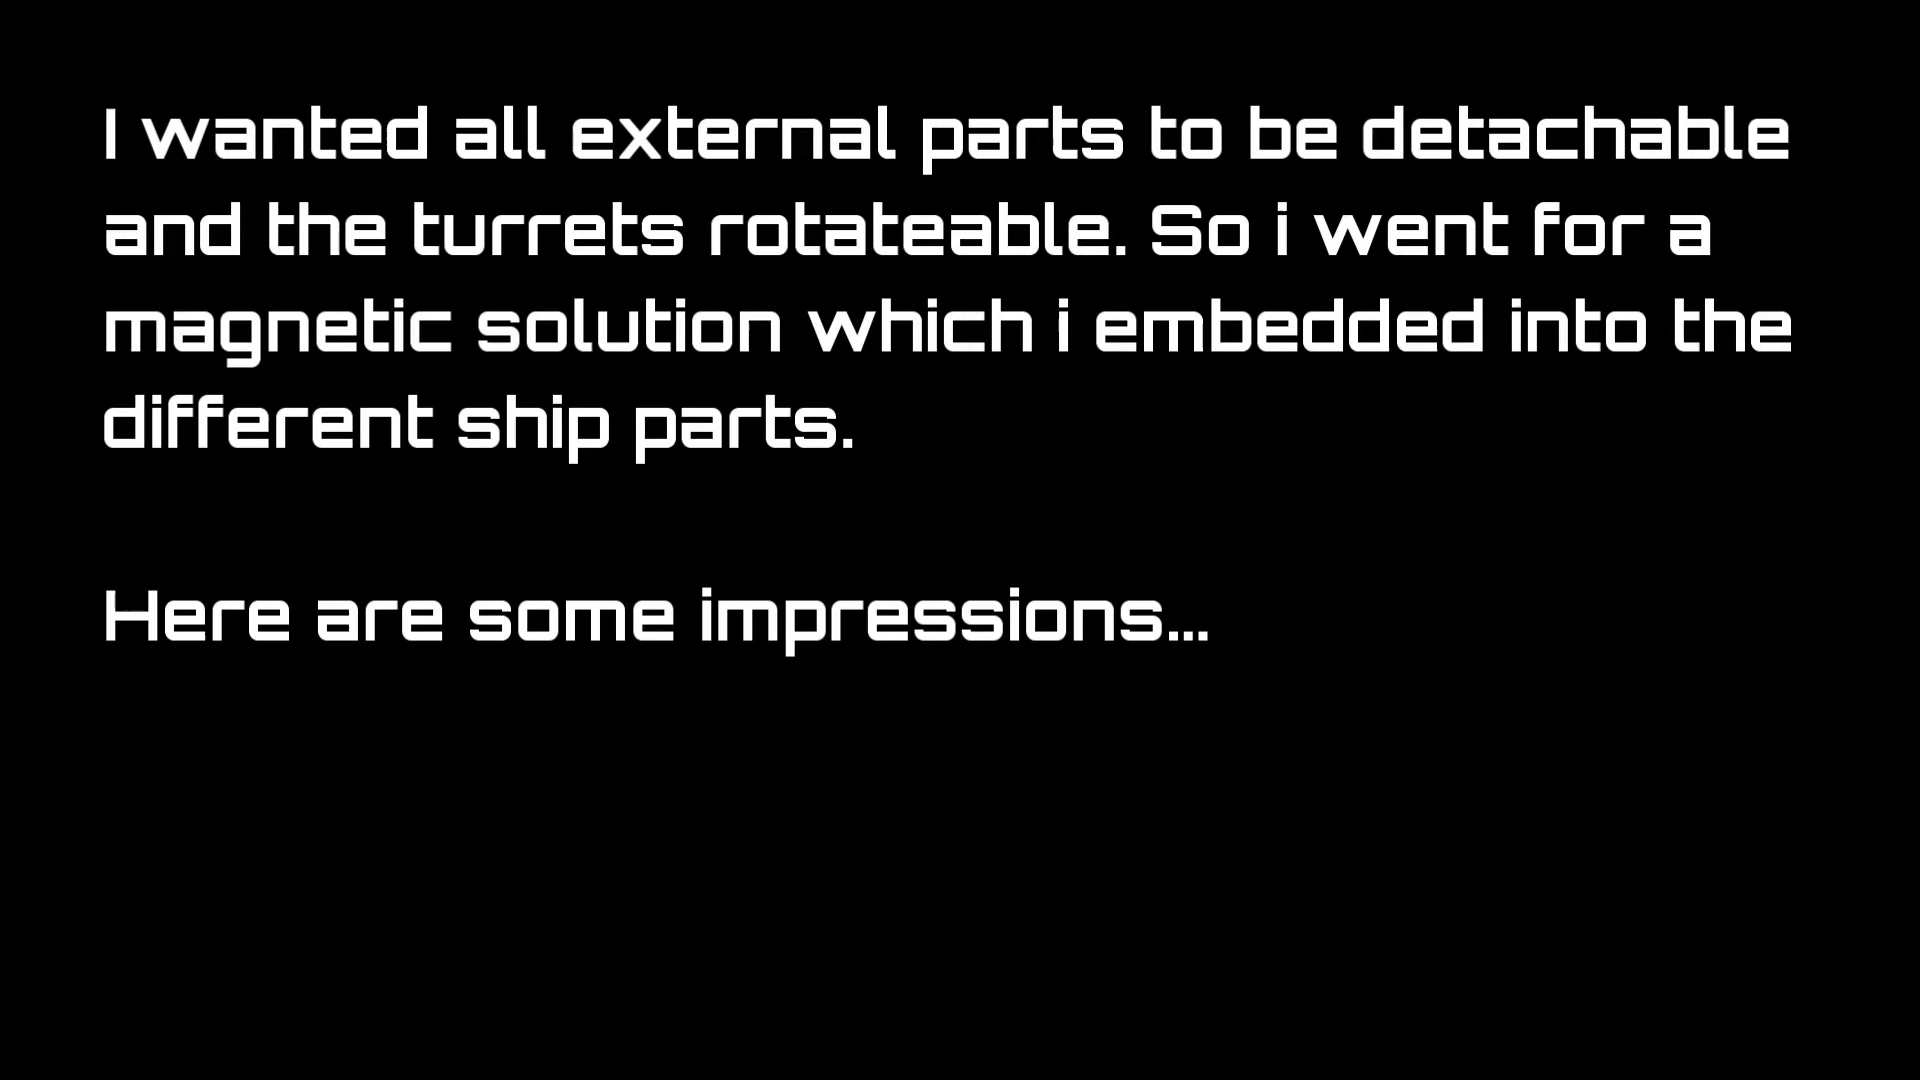 I wanted all external parts to be detachable
and the turrets rotateable. So i went for a
magnetic solution which i embedded into the
different ship parts.
Here are some impressions...